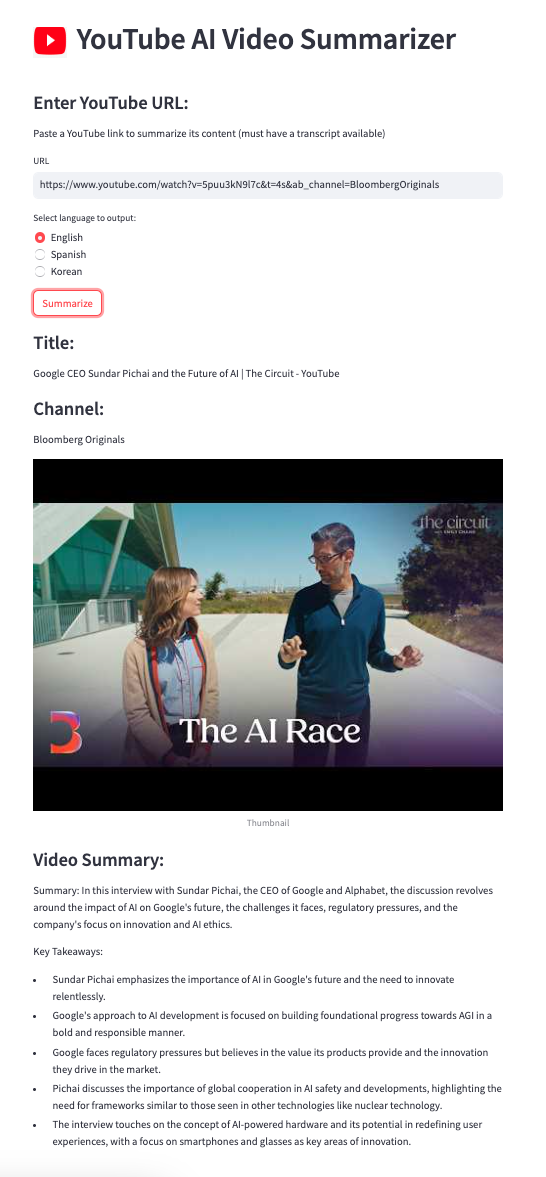 YouTube AI Video Summarizer
Enter YouTube URL:
Paste a YouTube link to summarize its content (must have a transcript available)
URL
https://www.youtube.com/watch?v=5puu3kN9l7c&t=4s&ab_channel=BloombergOriginals
Select language to output:
English
Spanish
Korean
Summarize
Title:
Google CEO Sundar Pichai and the Future of AI | The Circuit - YouTube
Channel:
Bloomberg Originals
the circuit
WITH EMILY CHANG
The AI Race
Thumbnail
Video Summary:
Summary: In this interview with Sundar Pichai, the CEO of Google and Alphabet, the discussion revolves
around the impact of AI on Google's future, the challenges it faces, regulatory pressures, and the
company's focus on innovation and AI ethics.
Key Takeaways:
• Sundar Pichai emphasizes the importance of AI in Google's future and the need to innovate
relentlessly.
• Google's approach to AI development is focused on building foundational progress towards AGI in a
bold and responsible manner.
• Google faces regulatory pressures but believes in the value its products provide and the innovation
they drive in the market.
• Pichai discusses the importance of global cooperation in AI safety and developments, highlighting the
need for frameworks similar to those seen in other technologies like nuclear technology.
• The interview touches on the concept of AI-powered hardware and its potential in redefining user
experiences, with a focus on smartphones and glasses as key areas of innovation.